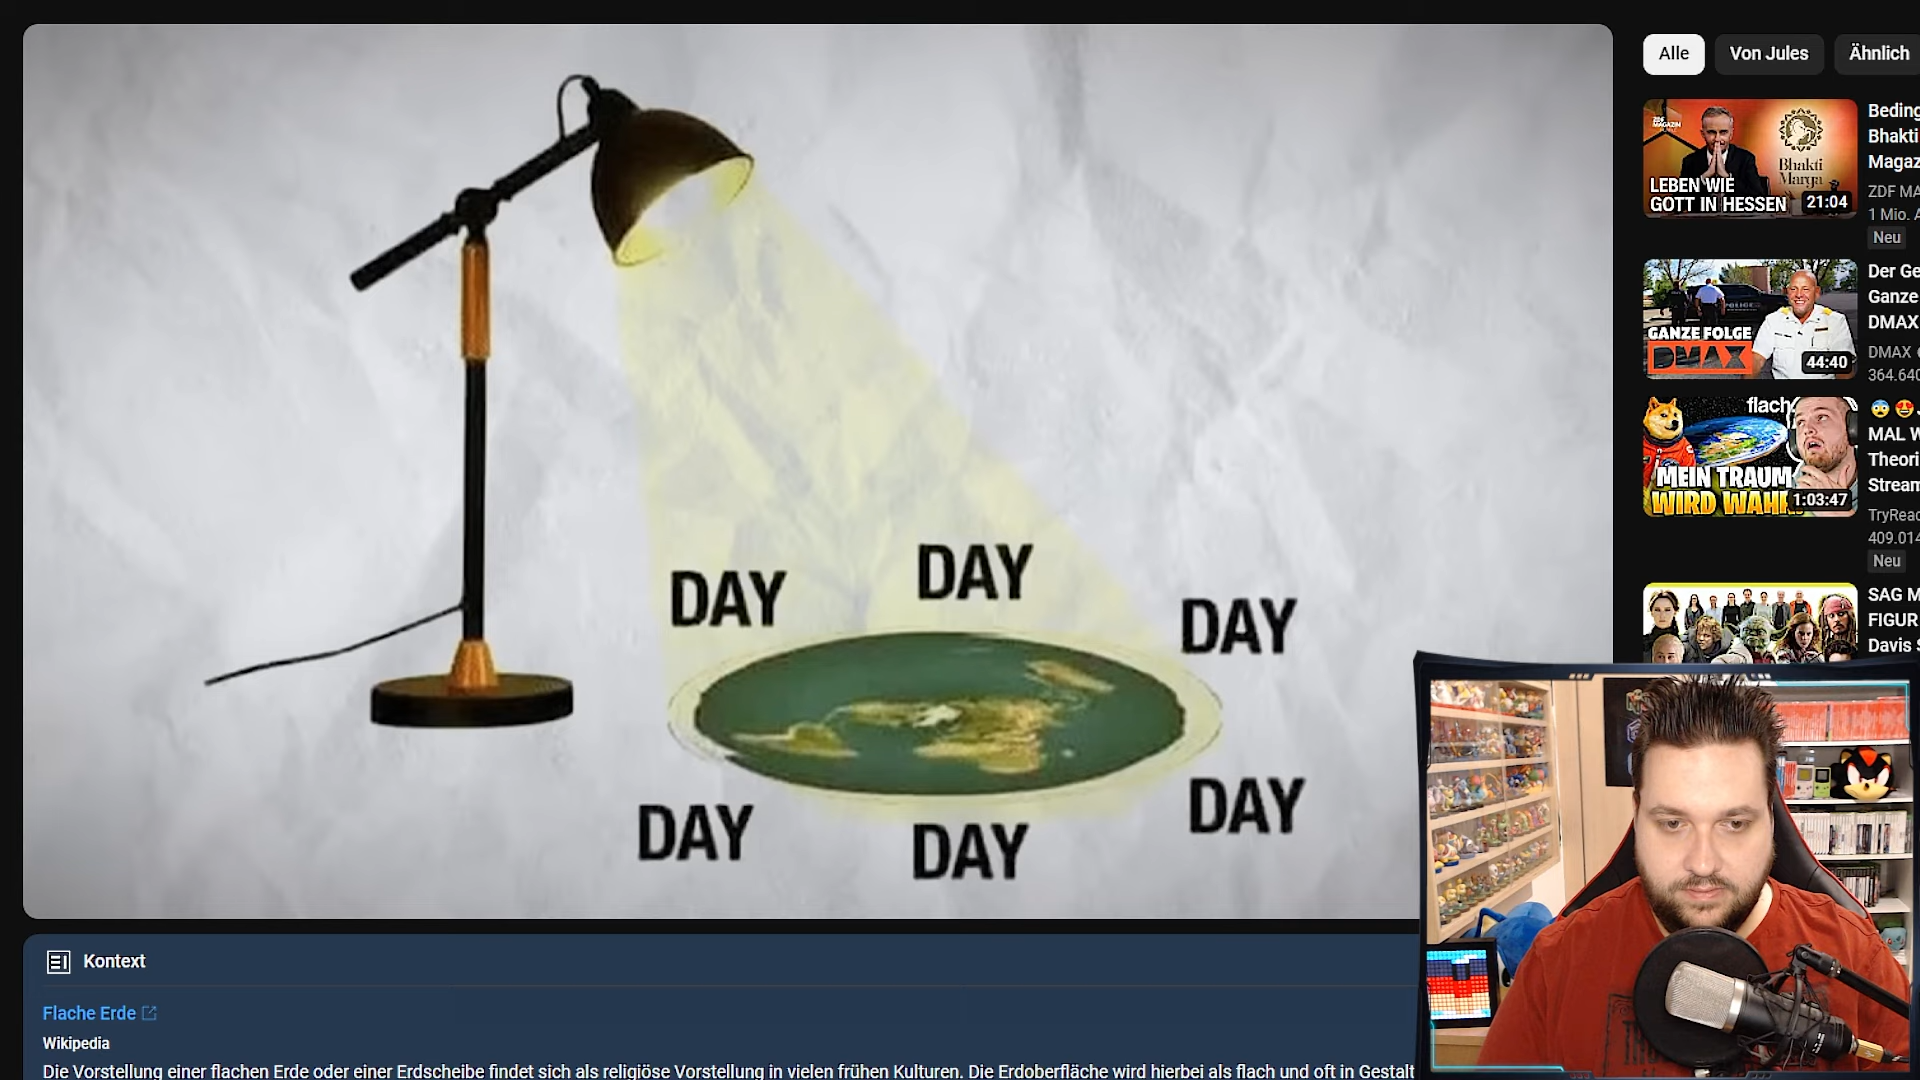 DAY
DAY
DAY
DAY
DAY
DAY
Kontext
Flache Erde
Wikipedia
Die Vorstellung einer flachen Erde oder einer Erdscheibe findet sich als religiöse Vorstellung in vielen frühen Kulturen. Die Erdoberfläche wird hierbei als flach und oft in Gestalt
Alle
Von Jules
Ähnlich
ZDF
MAGAZIN
Bhakti
Marga
LEBEN WIE
GOTT IN HESSEN
21:04
Beding
Bhakti
Magaz
ZDF MA
1 Mio. A
Neu
POLICE
GANZE FOLGE
DMAX
44:40
Der Ge
Ganze
DMAX
DMAX
364.640
flach
MEIN TRAUM
WIRD WAHR
1:03:47
MAL W
Theori
Stream
TryReac
409.014
Neu
SAG M
FIGUR
Davis S